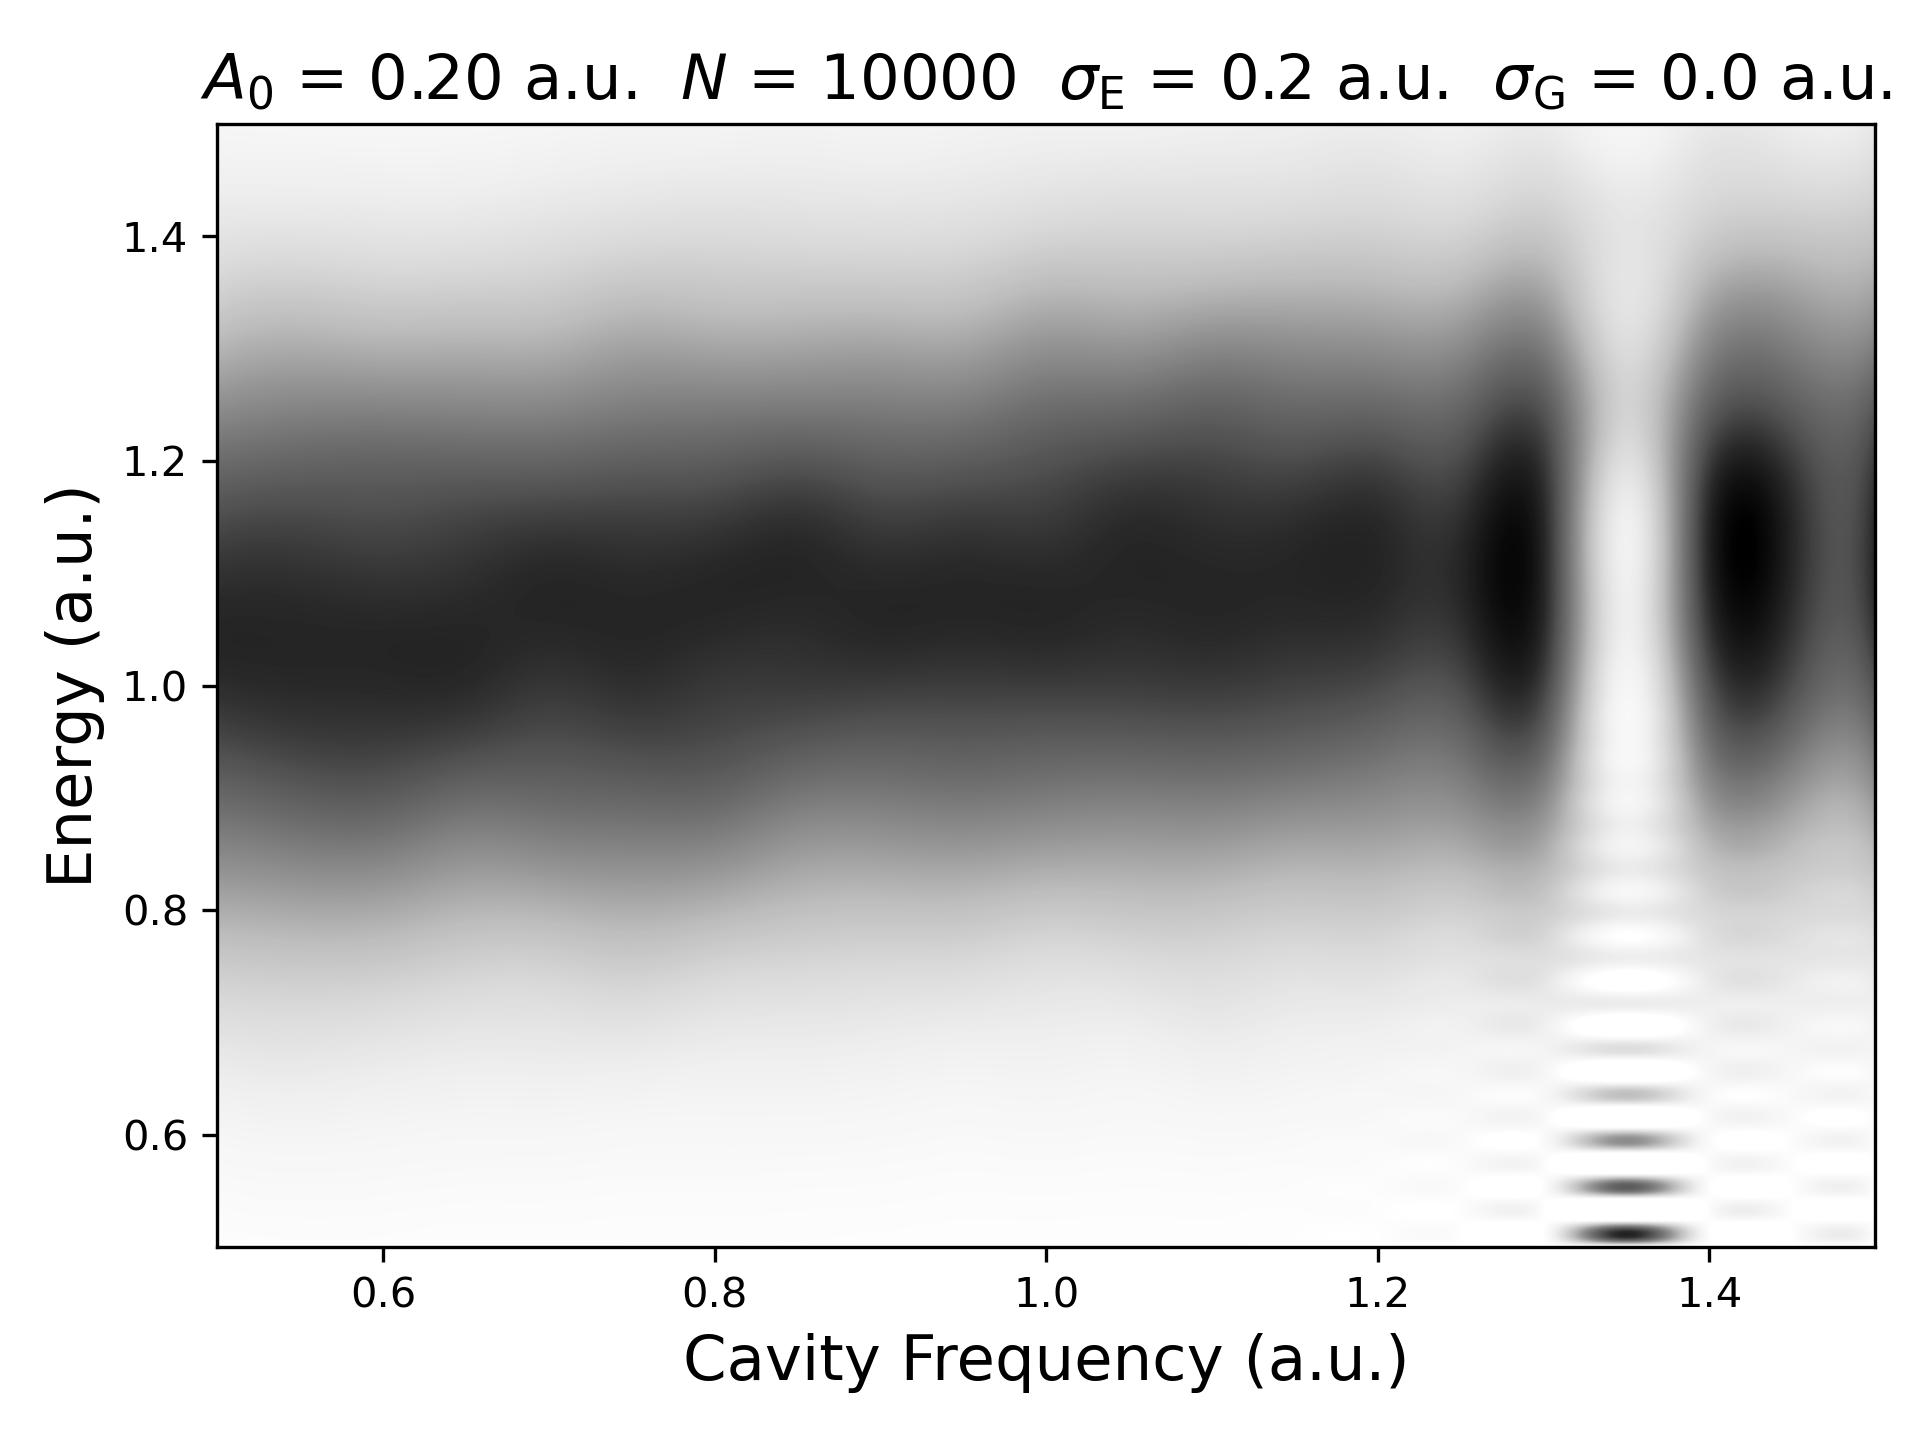 A₀ = 0.20 a.u. N = 10000 σE = 0.2 a.u. σG = 0.0 a.u.
Energy (a.u.)
1.4
1.2
1.0
0.8
0.6
0.6 0.8 1.0 1.2 1.4
Cavity Frequency (a.u.)